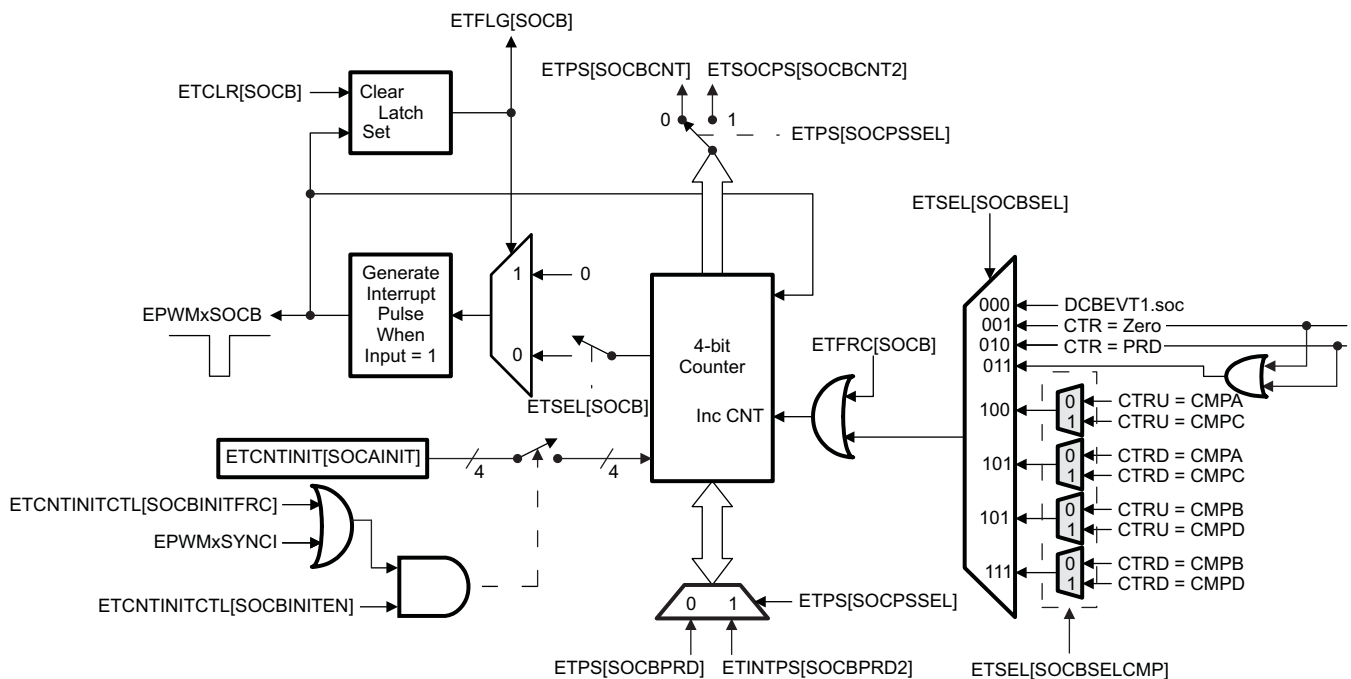 ETFLG[SOCB]
ETPS[SOCBCNT]
ETSOCPS[SOCBCNT2]
ETCLR[SOCB]
Clear
Latch
Set
0
1
ETPS[SOCPSSEL]
ETSEL[SOCBSEL]
EPWMxSOCB
Generate
Interrupt
Pulse
When
Input = 1
1
0
0
ETSEL[SOCB]
4-bit
Counter
Inc CNT
ETFRC[SOCB]
000
001
010
011
100
101
101
111
DCBEVT1.soc
CTR = Zero
CTR = PRD
0
1
CTRU = CMPA
CTRU = CMPC
0
1
CTRD = CMPA
CTRD = CMPC
0
1
CTRU = CMPB
CTRU = CMPD
0
1
CTRD = CMPB
CTRD = CMPD
ETCNTINIT[SOCAINIT]
4
4
ETCNTINITCTL[SOCBINITFRC]
EPWMxSYNCI
ETCNTINITCTL[SOCBINITEN]
0
1
ETPS[SOCPSSEL]
ETPS[SOCBPRD]
ETINTPS[SOCBPRD2]
ETSEL[SOCBSELCMP]